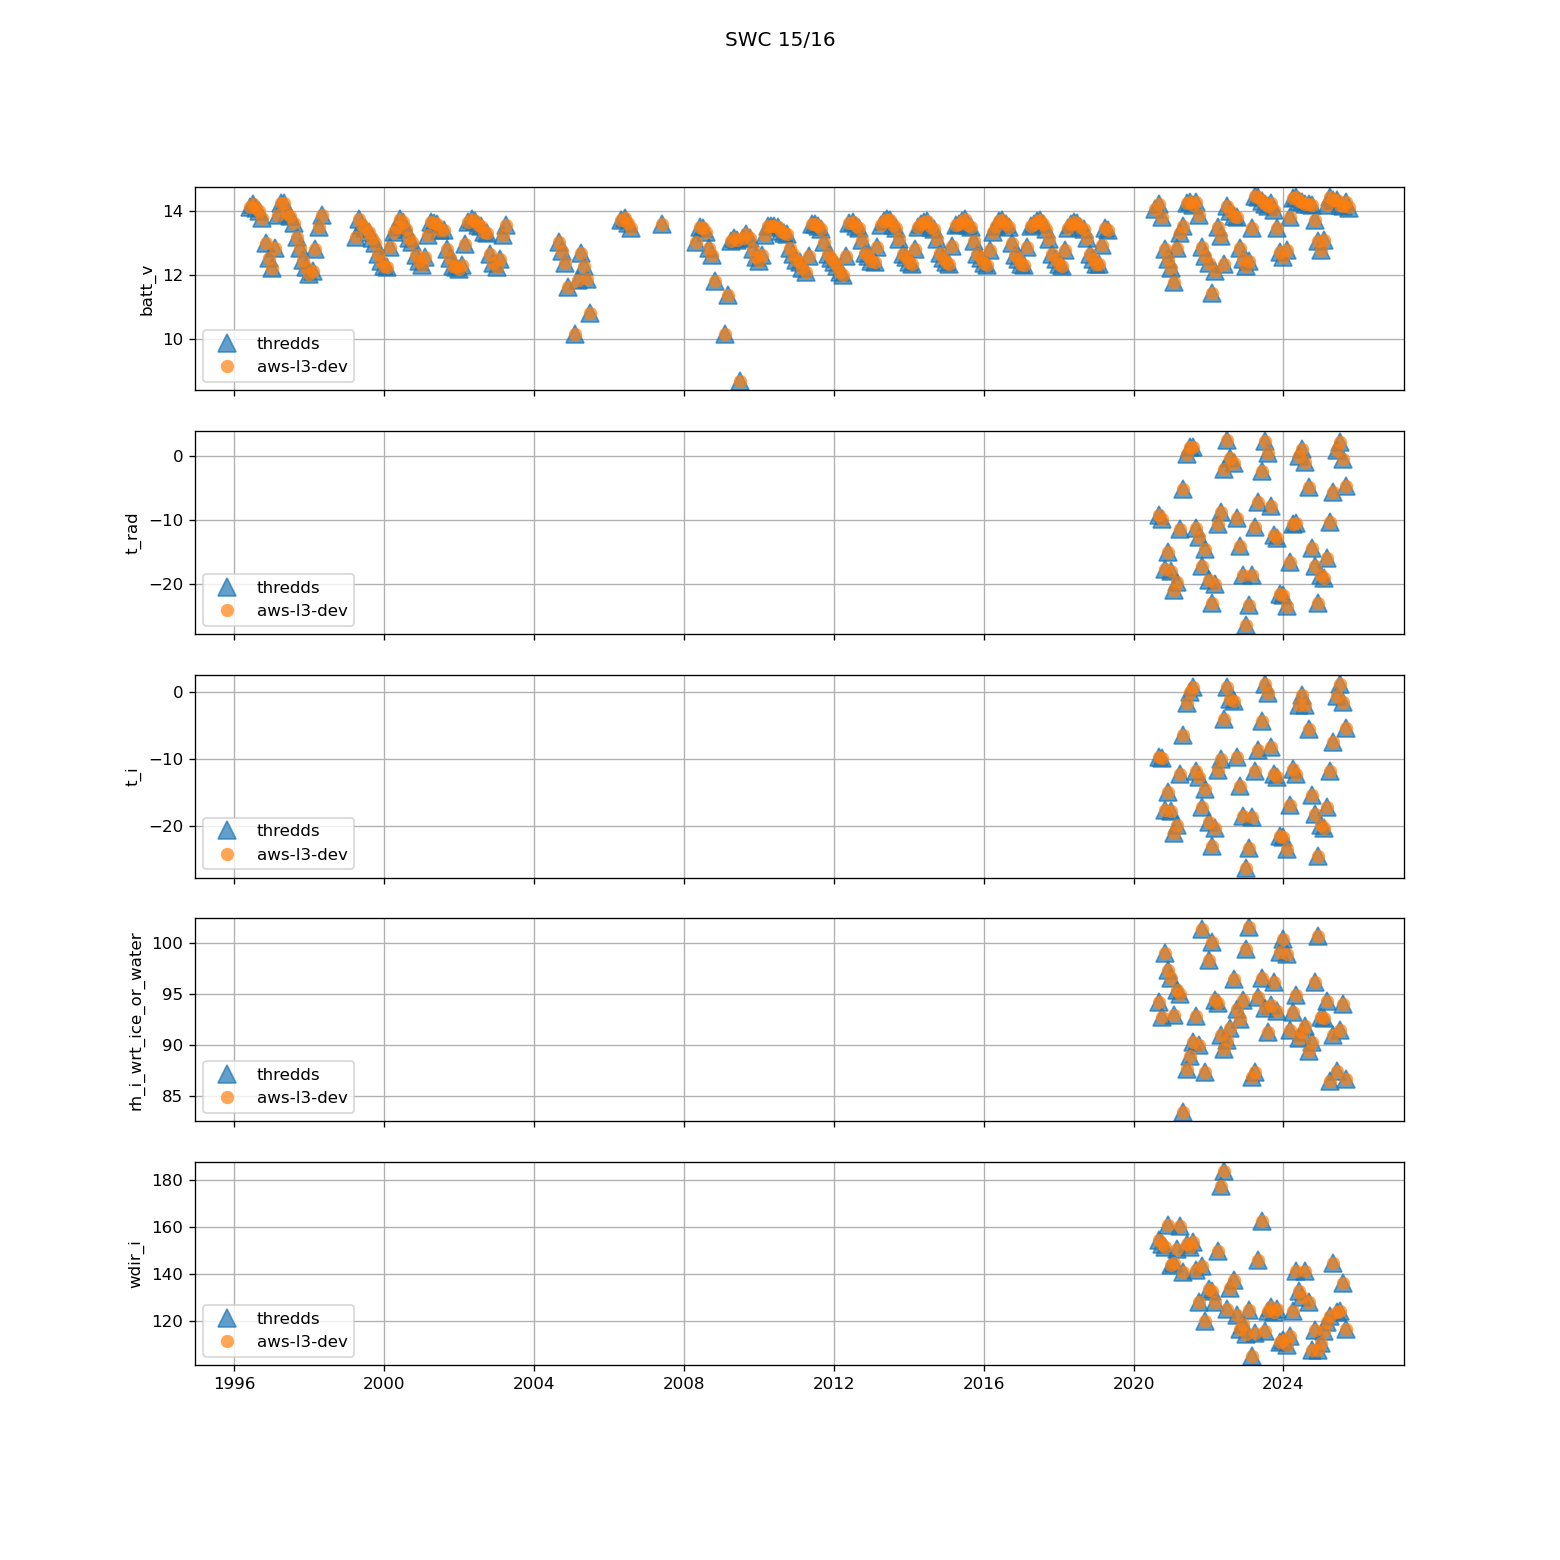 SWC 15/16
batt_v
14
12
10
thredds
aws-l3-dev
t_rad
0
−10
−20
thredds
aws-l3-dev
t_i
0
−10
−20
thredds
aws-l3-dev
rh_i_wrt_ice_or_water
100
95
90
85
thredds
aws-l3-dev
wdir_i
180
160
140
120
thredds
aws-l3-dev
1996 2000 2004 2008 2012 2016 2020 2024